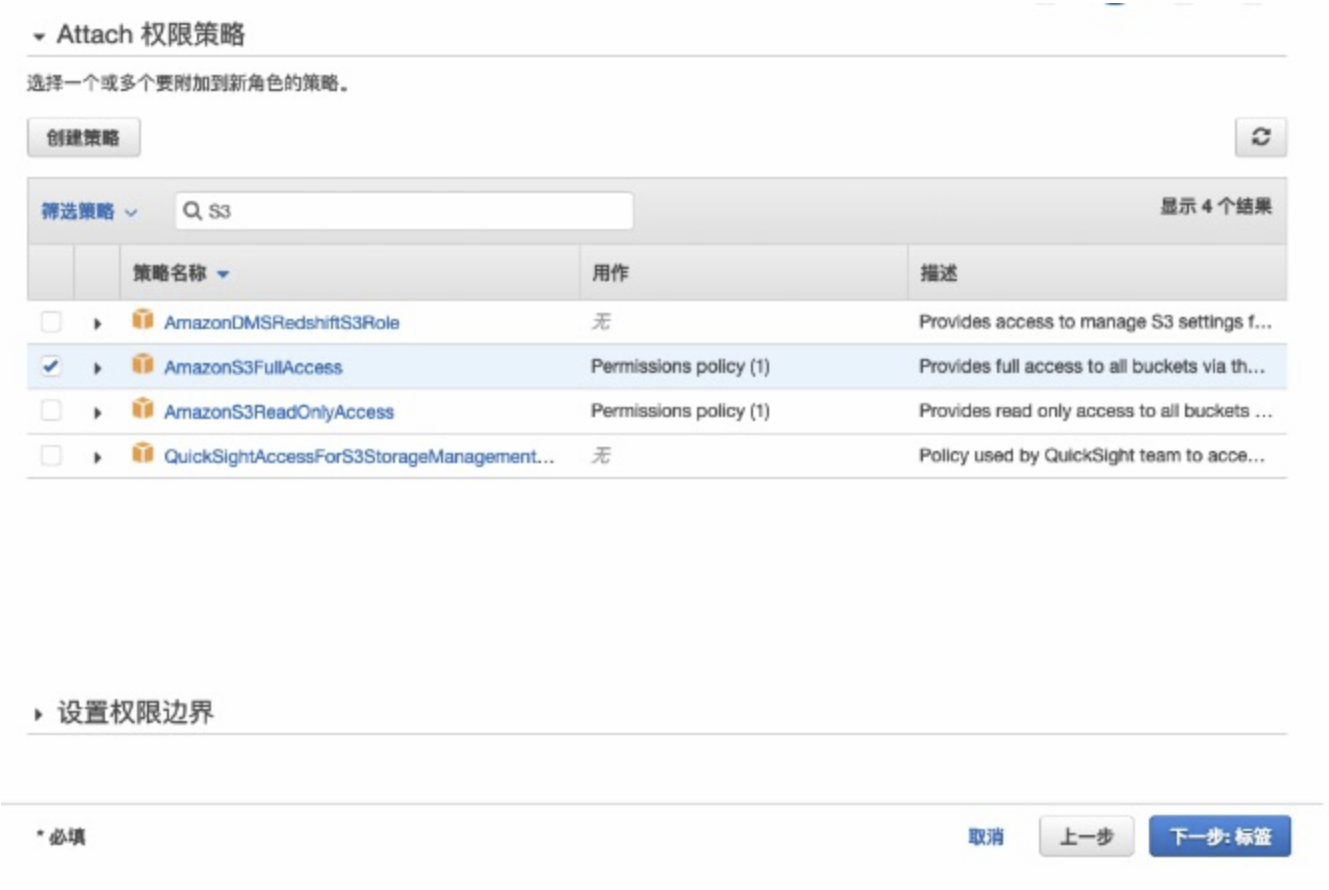 Attach 权限策略
选择一个或多个要附加到新角色的策略。
创建策略
筛选策略 S3 显示 4 个结果
策略名称 用作 描述
AmazonDMSRedshiftS3Role 无 Provides access to manage S3 settings f...
AmazonS3FullAccess Permissions policy (1) Provides full access to all buckets via th...
AmazonS3ReadOnlyAccess Permissions policy (1) Provides read only access to all buckets ...
QuickSightAccessForS3StorageManagement... 无 Policy used by QuickSight team to acce...
设置权限边界
* 必填 取消 上一步 下一步: 标签